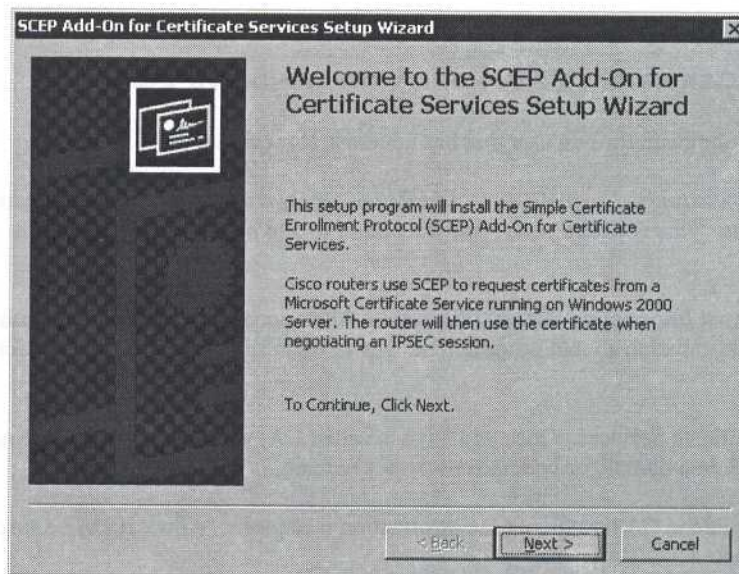 SCEP Add-On for Certificate Services Setup Wizard
Welcome to the SCEP Add-On for
Certificate Services Setup Wizard
This setup program will install the Simple Certificate
Enrollment Protocol (SCEP) Add-On for Certificate
Services.
Cisco routers use SCEP to request certificates from a
Microsoft Certificate Service running on Windows 2000
Server. The router will then use the certificate when
negotiating an IPSEC session.
To Continue, Click Next.
< Back
Next >
Cancel